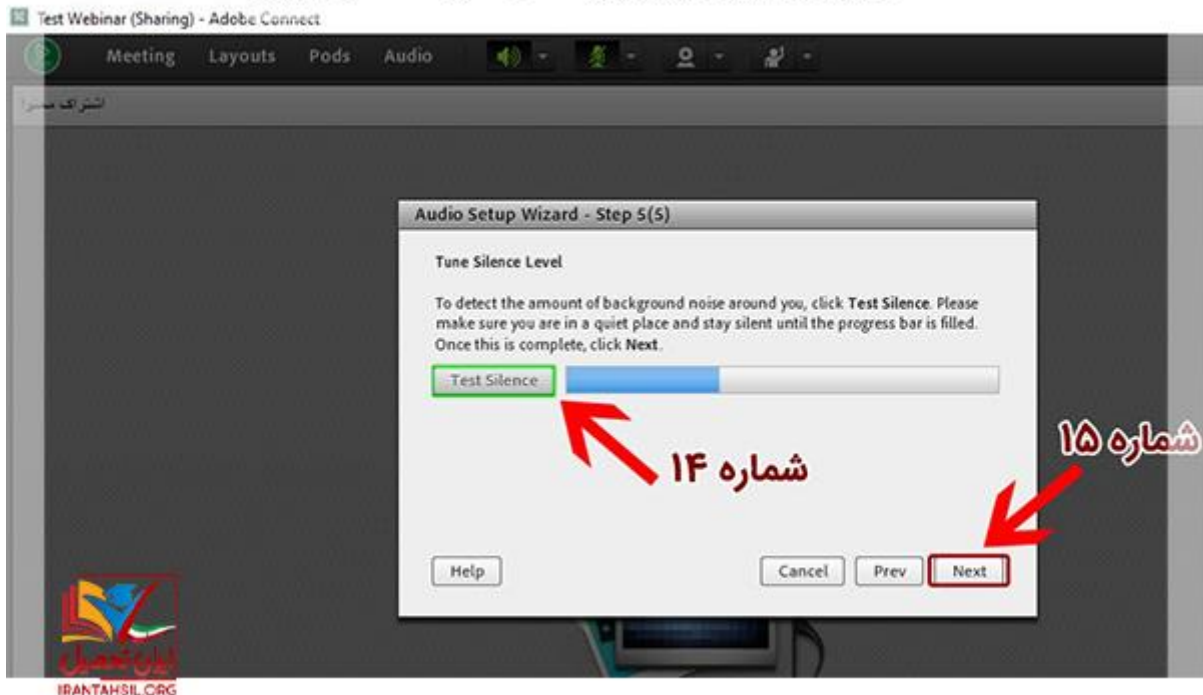 Test Webinar (Sharing) - Adobe Connect
Meeting Layouts Pods Audio
اشتراک
Audio Setup Wizard - Step 5(5)
Tune Silence Level
To detect the amount of background noise around you, click Test Silence. Please
make sure you are in a quiet place and stay silent until the progress bar is filled.
Once this is complete, click Next.
Test Silence
شماره ۱۴
شماره ۱۵
Help Cancel Prev Next
ایران تحصیل
IRANTAHSIL.ORG